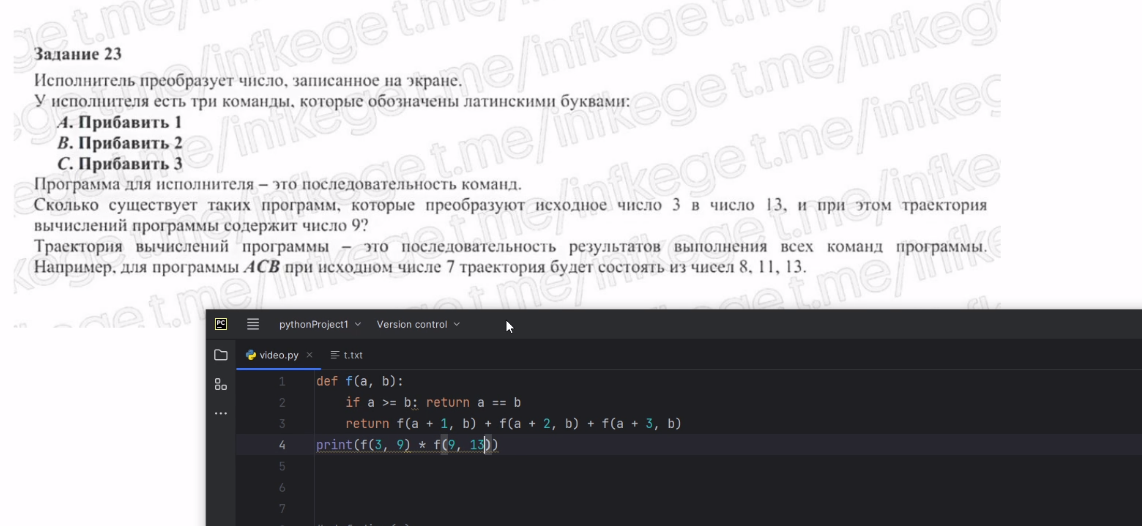 Задание 23
Исполнитель преобразует число, записанное на экране.
У исполнителя есть три команды, которые обозначены латинскими буквами:
A. Прибавить 1
B. Прибавить 2
C. Прибавить 3
Программа для исполнителя – это последовательность команд.
Сколько существует таких программ, которые преобразуют исходное число 3 в число 13, и при этом траектория
вычислений программы содержит число 9?
Траектория вычислений программы – это последовательность результатов выполнения всех команд программы.
Например, для программы ACB при исходном числе 7 траектория будет состоять из чисел 8, 11, 13.
t.me/infkege
PC pythonProject1 Version control
video.py × t.txt
1 def f(a, b):
2 if a >= b: return a == b
3 return f(a + 1, b) + f(a + 2, b) + f(a + 3, b)
4 print(f(3, 9) * f(9, 13))
5
6
7